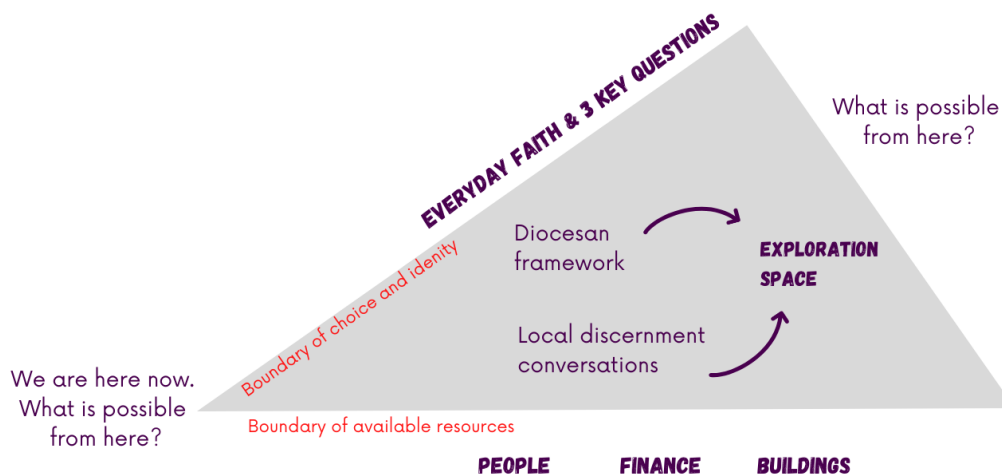 EVERYDAY FAITH & 3 KEY QUESTIONS
What is possible
from here?
Diocesan
framework
EXPLORATION
SPACE
Boundary of choice and idenity
Local discernment
conversations
We are here now.
What is possible
from here?
Boundary of available resources
PEOPLE FINANCE BUILDINGS